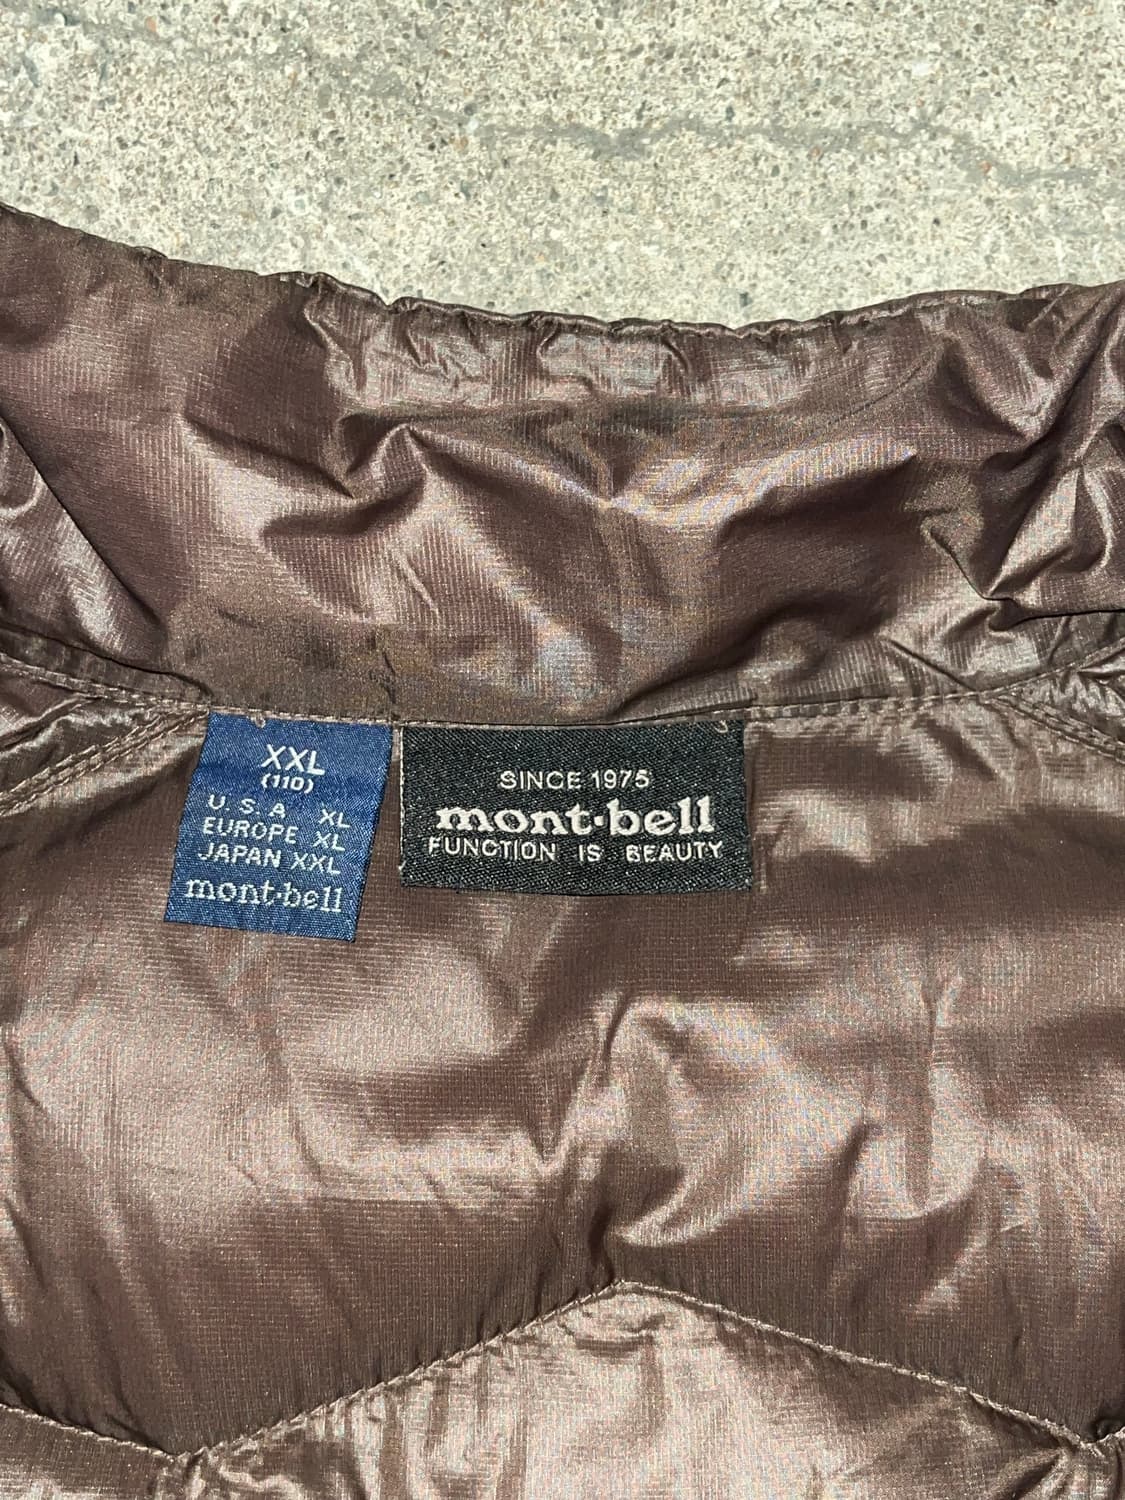 XXL
(110)
U.S.A XL
EUROPE XL
JAPAN XXL
mont-bell
SINCE 1975
mont·bell
FUNCTION IS BEAUTY